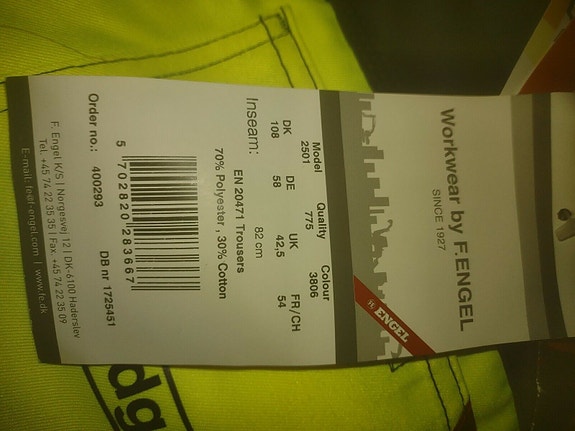 Workwear by F.ENGEL
SINCE 1927
F. ENGEL
Model Quality Colour
2501 775 3806
DK DE UK FR/CH
108 58 42,5 54
Inseam: 82 cm
EN 20471 Trousers
70% Polyester , 30% Cotton
5 702820 283667
Order no.: 400293 DB nr 1725451
F. Engel K/S | Norgesvej 12 | DK-6100 Haderslev
Tel. +45 74 22 35 35 | Fax. +45 74 22 35 09
E-mail: fe@f-engel.com | www.fe.dk
dg